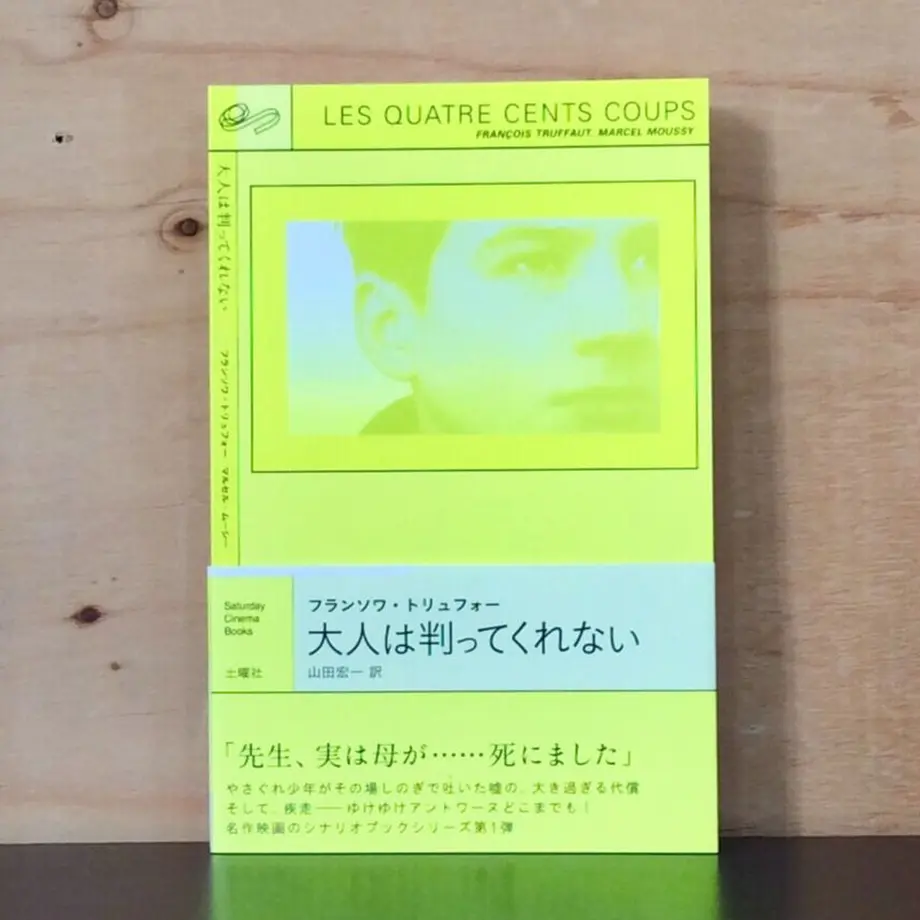 LES QUATRE CENTS COUPS
FRANÇOIS TRUFFAUT, MARCEL MOUSSY
大人は判ってくれない
フランソワ・トリュフォー マルセル・ムーシー
Saturday
Cinema
Books
土曜社
フランソワ・トリュフォー
大人は判ってくれない
山田宏一 訳
「先生、実は母が……死にました」
やさぐれ少年がその場しのぎで吐いた嘘の、大き過ぎる代償
そして、疾走――ゆけゆけアントワーヌどこまでも!
名作映画のシナリオブックシリーズ第1弾